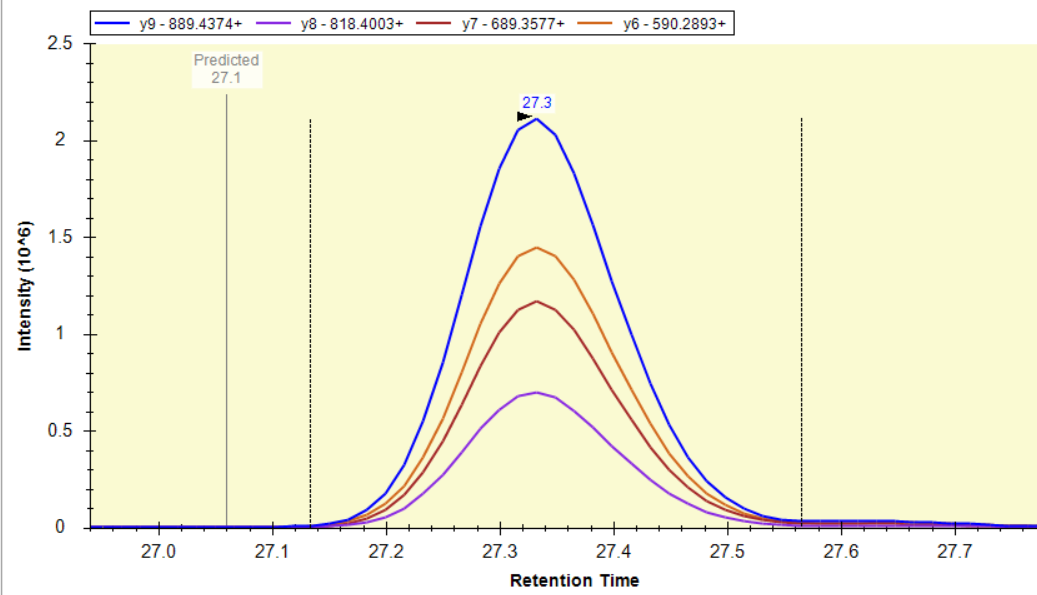 y9 - 889.4374+ y8 - 818.4003+ y7 - 689.3577+ y6 - 590.2893+
2.5
Predicted
27.1
27.3
2
1.5
1
0.5
0
Intensity (10^6)
27.0 27.1 27.2 27.3 27.4 27.5 27.6 27.7
Retention Time